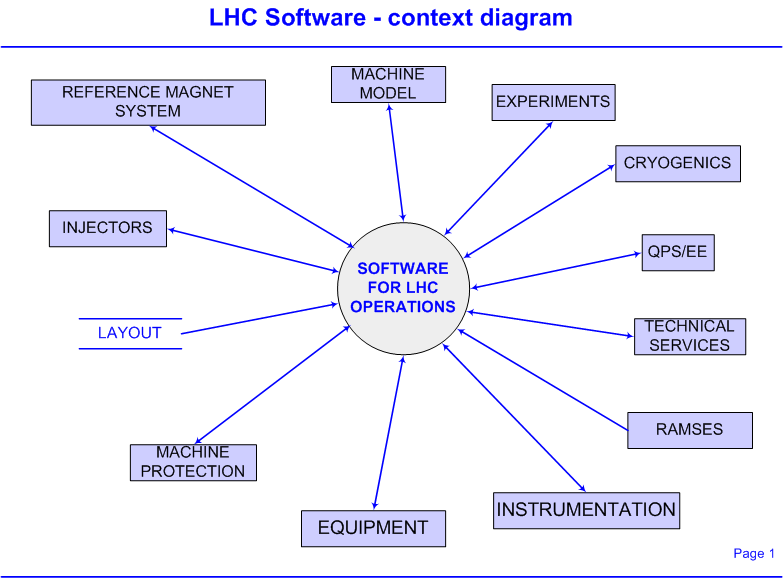 LHC Software - context diagram
REFERENCE MAGNET
SYSTEM
MACHINE
MODEL
EXPERIMENTS
CRYOGENICS
INJECTORS
QPS/EE
SOFTWARE
FOR LHC
OPERATIONS
LAYOUT
TECHNICAL
SERVICES
RAMSES
MACHINE
PROTECTION
INSTRUMENTATION
EQUIPMENT
Page 1